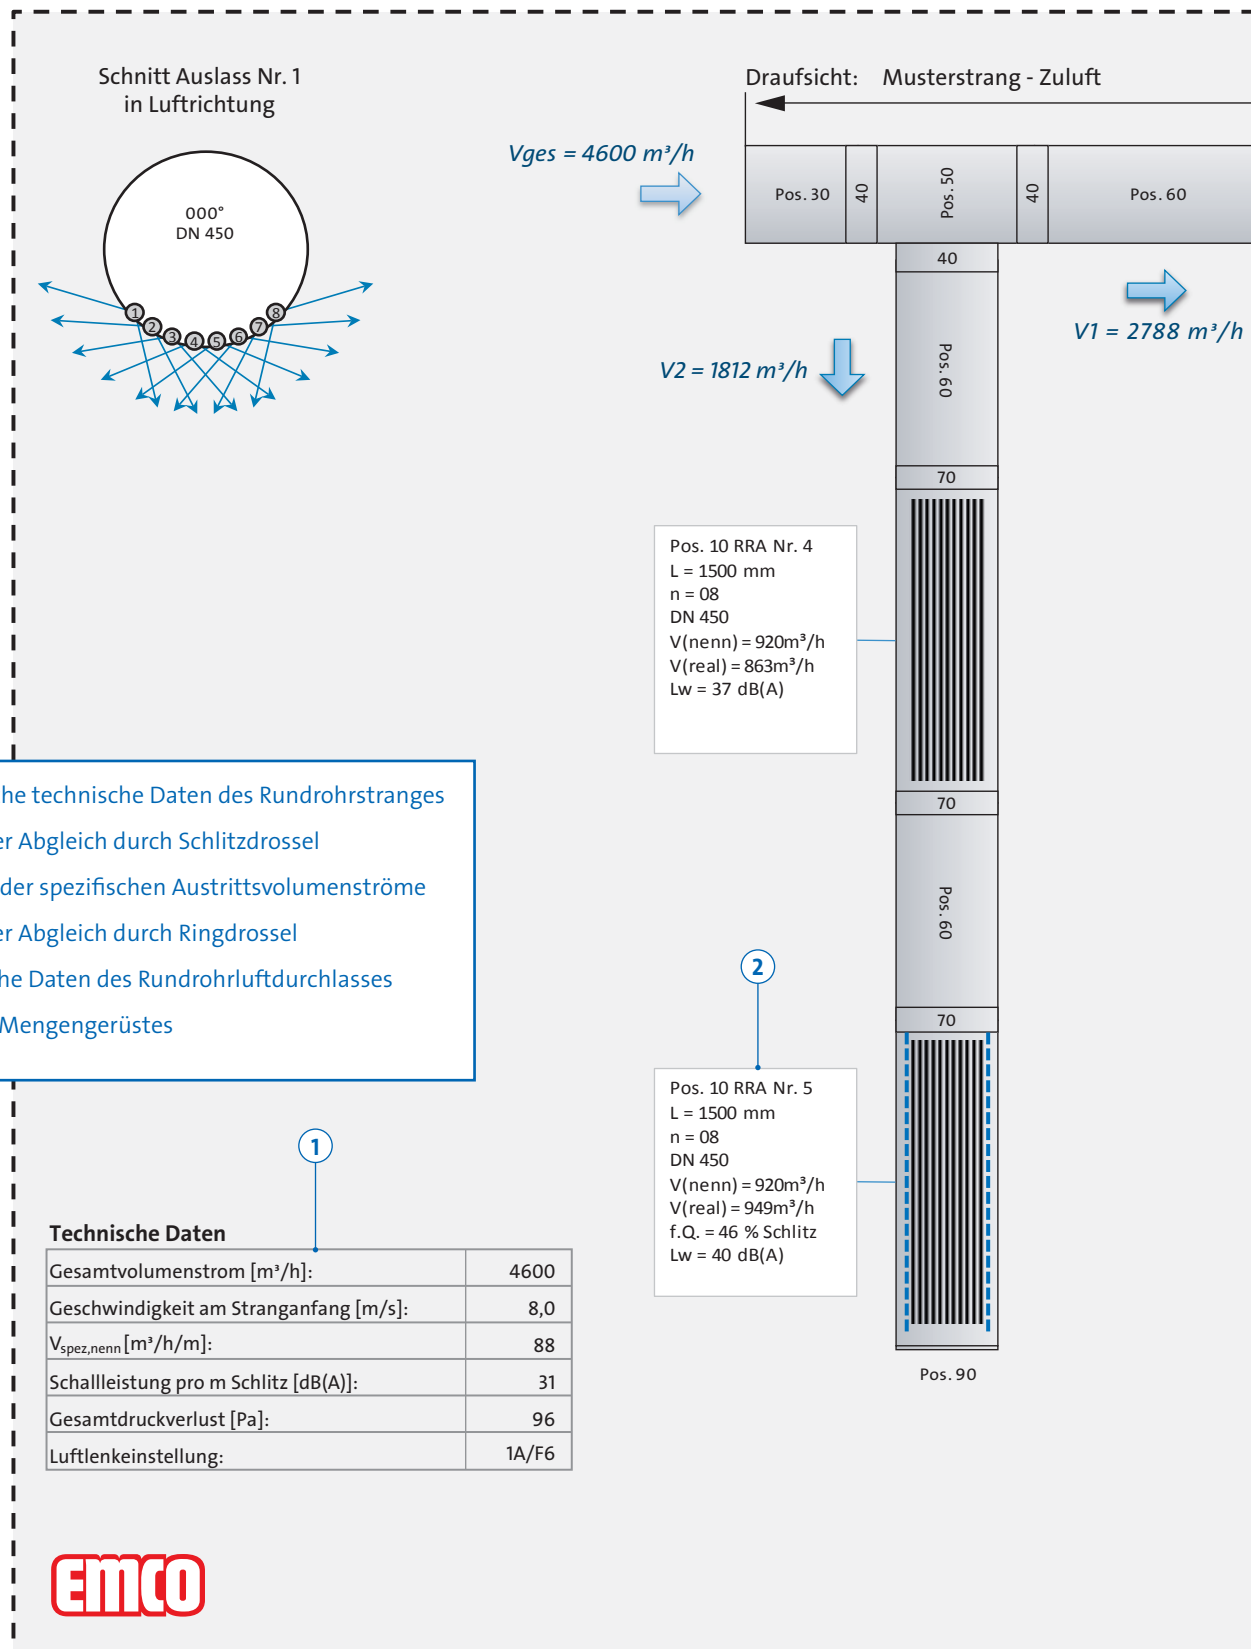 Schnitt Auslass Nr. 1
in Luftrichtung
000°
DN 450
1
2
3
4
5
6
7
8
Draufsicht: Musterstrang - Zuluft
Vges = 4600 m³/h
Pos. 30
40
Pos. 50
40
Pos. 60
40
V1 = 2788 m³/h
V2 = 1812 m³/h
Pos. 60
70
Pos. 10 RRA Nr. 4
L = 1500 mm
n = 08
DN 450
V(nenn) = 920m³/h
V(real) = 863m³/h
Lw = 37 dB(A)
70
Pos. 60
70
he technische Daten des Rundrohrstranges
er Abgleich durch Schlitzdrossel
der spezifischen Austrittsvolumenströme
er Abgleich durch Ringdrossel
he Daten des Rundrohrluftdurchlasses
Mengengerüstes
2
Pos. 10 RRA Nr. 5
L = 1500 mm
n = 08
DN 450
V(nenn) = 920m³/h
V(real) = 949m³/h
f.Q. = 46 % Schlitz
Lw = 40 dB(A)
Pos. 90
1
Technische Daten
Gesamtvolumenstrom [m³/h]: 4600
Geschwindigkeit am Stranganfang [m/s]: 8,0
Vspez,nenn [m³/h/m]: 88
Schallleistung pro m Schlitz [dB(A)]: 31
Gesamtdruckverlust [Pa]: 96
Luftlenkeinstellung: 1A/F6
emco